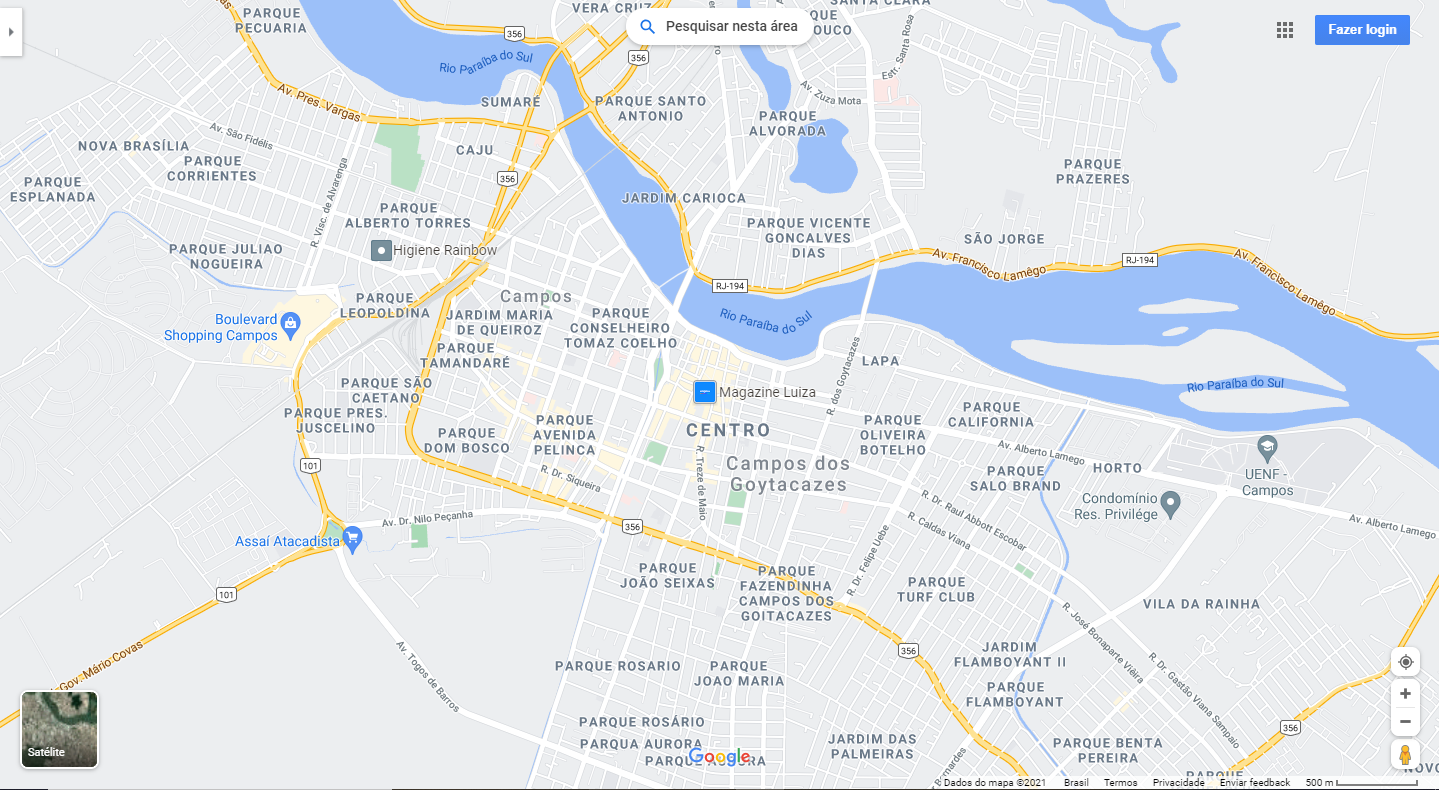 PARQUE
PECUARIA
VERA CRUZ
SANTA CLARA
PARQUE
Pesquisar nesta área
Fazer login
356
356
Rio Paraíba do Sul
Estr. Santa Rosa
Av. Pres. Vargas
SUMARÉ
PARQUE SANTO
ANTONIO
Av. Zuza Mota
PARQUE
ALVORADA
Av. São Fidélis
NOVA BRASÍLIA
CAJU
PARQUE
CORRIENTES
PARQUE
PRAZERES
PARQUE
ESPLANADA
356
R. Visc. de Alvarenga
JARDIM CARIOCA
PARQUE
ALBERTO TORRES
PARQUE VICENTE
GONCALVES
DIAS
SÃO JORGE
PARQUE JULIAO
NOGUEIRA
Higiene Rainbow
Av. Francisco Lamêgo
RJ-194
Av. Francisco Lamêgo
RJ-194
Campos
PARQUE
LEOPOLDINA
JARDIM MARIA
DE QUEIROZ
PARQUE
CONSELHEIRO
TOMAZ COELHO
Rio Paraíba do Sul
Boulevard
Shopping Campos
PARQUE
TAMANDARÉ
LAPA
R. dos Goytacazes
Rio Paraíba do Sul
PARQUE SÃO
CAETANO
Magazine Luiza
PARQUE PRES.
JUSCELINO
PARQUE
AVENIDA
PELINCA
CENTRO
PARQUE
OLIVEIRA
BOTELHO
PARQUE
CALIFORNIA
PARQUE
DOM BOSCO
Av. Alberto Lamego
101
R. Dr. Siqueira
R. Treze de Maio
Campos dos
Goytacazes
PARQUE
SALO BRAND
HORTO
UENF -
Campos
Condomínio
Res. Privilége
R. Dr. Raul Abbott Escobar
R. Caldas Viana
Av. Alberto Lamego
Av. Dr. Nilo Peçanha
356
Assaí Atacadista
R. Dr. Felipe Uebe
PARQUE
JOÃO SEIXAS
PARQUE
FAZENDINHA
CAMPOS DOS
GOITACAZES
PARQUE
TURF CLUB
101
VILA DA RAINHA
R. José Bonaparte Viêira
Gov. Mário Covas
Av. Togos de Barros
356
JARDIM
FLAMBOYANT II
R. Dr. Gastão Viana Sampaio
PARQUE ROSARIO
PARQUE
JOAO MARIA
PARQUE
FLAMBOYANT
PARQUE ROSÁRIO
356
PARQUA AURORA
JARDIM DAS
PALMEIRAS
PARQUE BENTA
PEREIRA
Satélite
Google
PARQUE
Dados do mapa ©2021
Brasil
Termos
Privacidade
Enviar feedback
500 m